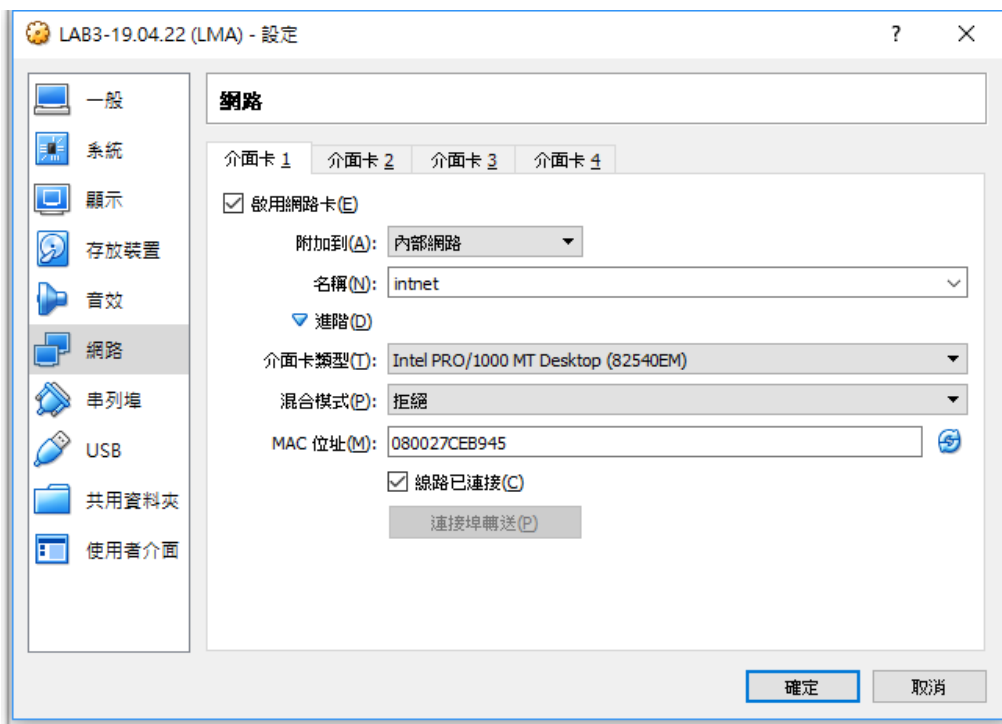 LAB3-19.04.22 (LMA) - 設定
?
一般
系統
顯示
存放裝置
音效
網路
串列埠
USB
共用資料夾
使用者介面
網路
介面卡 1 介面卡 2 介面卡 3 介面卡 4
啟用網路卡(E)
附加到(A): 內部網路
名稱(N): intnet
進階(D)
介面卡類型(T): Intel PRO/1000 MT Desktop (82540EM)
混合模式(P): 拒絕
MAC 位址(M): 080027CEB945
線路已連接(C)
連接埠轉送(P)
確定 取消